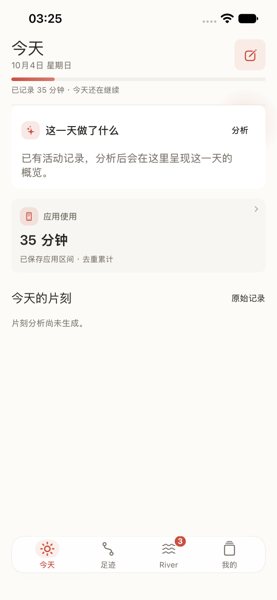 03:25
今天
10月4日 星期日
已记录 35 分钟 · 今天还在继续
这一天做了什么
分析
已有活动记录，分析后会在这里呈现这一天的
概览。
应用使用
35 分钟
已保存应用区间 · 去重累计
今天的片刻
原始记录
片刻分析尚未生成。
3
今天
足迹
River
我的